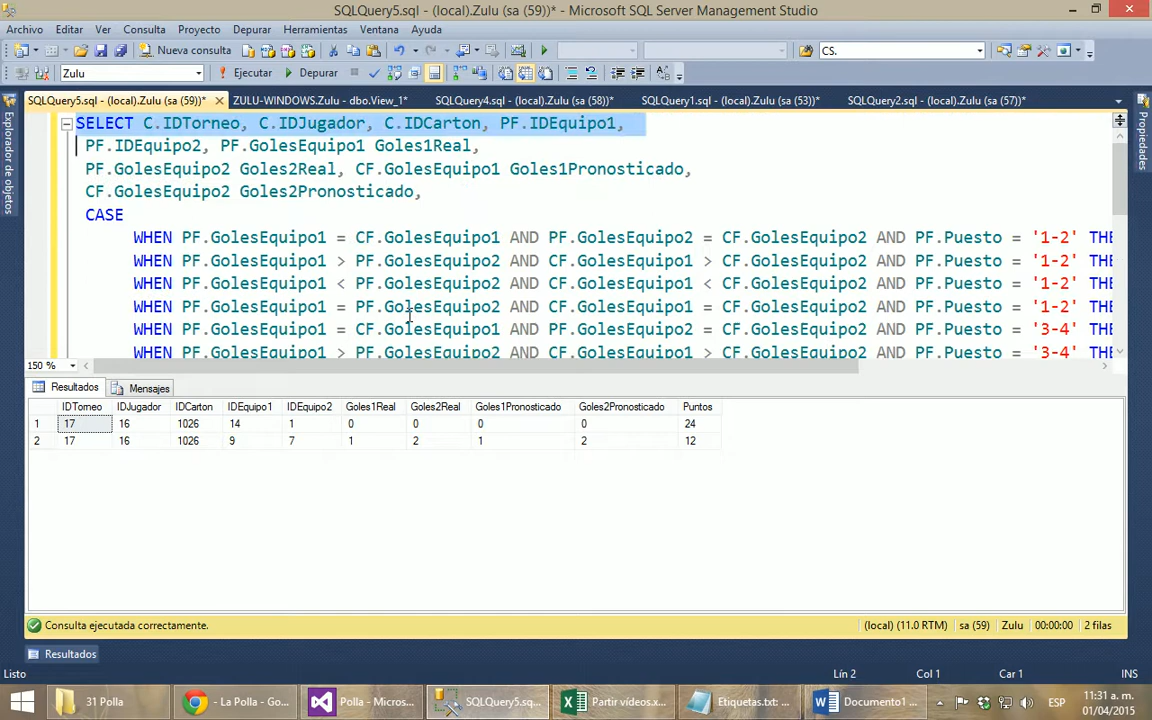 SQLQuery5.sql - (local).Zulu (sa (59))* - Microsoft SQL Server Management Studio
Archivo Editar Ver Consulta Proyecto Depurar Herramientas Ventana Ayuda
Nueva consulta CS.
Zulu Ejecutar Depurar
SQLQuery5.sql - (local).Zulu (sa (59))* ZULU-WINDOWS.Zulu - dbo.View_1* SQLQuery4.sql - (local).Zulu (sa (58))* SQLQuery1.sql - (local).Zulu (sa (53))* SQLQuery2.sql - (local).Zulu (sa (57))*
Explorador de objetos
Propiedades
SELECT C.IDTorneo, C.IDJugador, C.IDCarton, PF.IDEquipo1,
PF.IDEquipo2, PF.GolesEquipo1 Goles1Real,
PF.GolesEquipo2 Goles2Real, CF.GolesEquipo1 Goles1Pronosticado,
CF.GolesEquipo2 Goles2Pronosticado,
CASE
WHEN PF.GolesEquipo1 = CF.GolesEquipo1 AND PF.GolesEquipo2 = CF.GolesEquipo2 AND PF.Puesto = '1-2' THE
WHEN PF.GolesEquipo1 > PF.GolesEquipo2 AND CF.GolesEquipo1 > CF.GolesEquipo2 AND PF.Puesto = '1-2' THE
WHEN PF.GolesEquipo1 < PF.GolesEquipo2 AND CF.GolesEquipo1 < CF.GolesEquipo2 AND PF.Puesto = '1-2' THE
WHEN PF.GolesEquipo1 = PF.GolesEquipo2 AND CF.GolesEquipo1 = CF.GolesEquipo2 AND PF.Puesto = '1-2' THE
WHEN PF.GolesEquipo1 = CF.GolesEquipo1 AND PF.GolesEquipo2 = CF.GolesEquipo2 AND PF.Puesto = '3-4' THE
WHEN PF.GolesEquipo1 > PF.GolesEquipo2 AND CF.GolesEquipo1 > CF.GolesEquipo2 AND PF.Puesto = '3-4' THE
150 %
Resultados Mensajes
IDTorneo IDJugador IDCarton IDEquipo1 IDEquipo2 Goles1Real Goles2Real Goles1Pronosticado Goles2Pronosticado Puntos
1 17 16 1026 14 1 0 0 0 0 24
2 17 16 1026 9 7 1 2 1 2 12
Consulta ejecutada correctamente. (local) (11.0 RTM) sa (59) Zulu 00:00:00 2 filas
Resultados
Listo Lín 2 Col 1 Car 1 INS
31 Polla - La Polla - Go... Polla - Micros... SQLQuery5.sq... Partir vídeos.x... Etiquetas.txt: ... Documento1 ... ESP 11:31 a. m.
01/04/2015